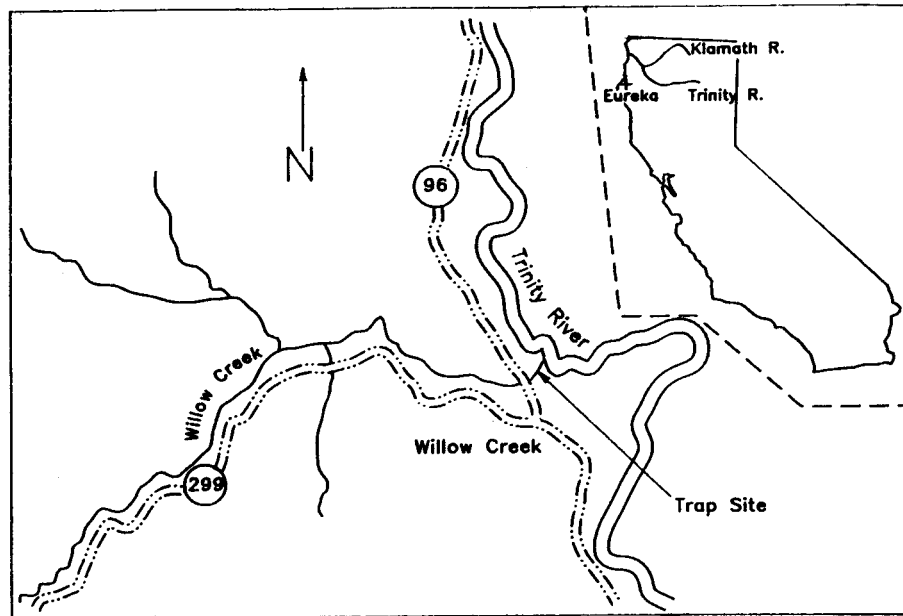 Klamath R.
Eureka
Trinity R.
N
96
Trinity River
Willow Creek
Willow Creek
299
Trap Site